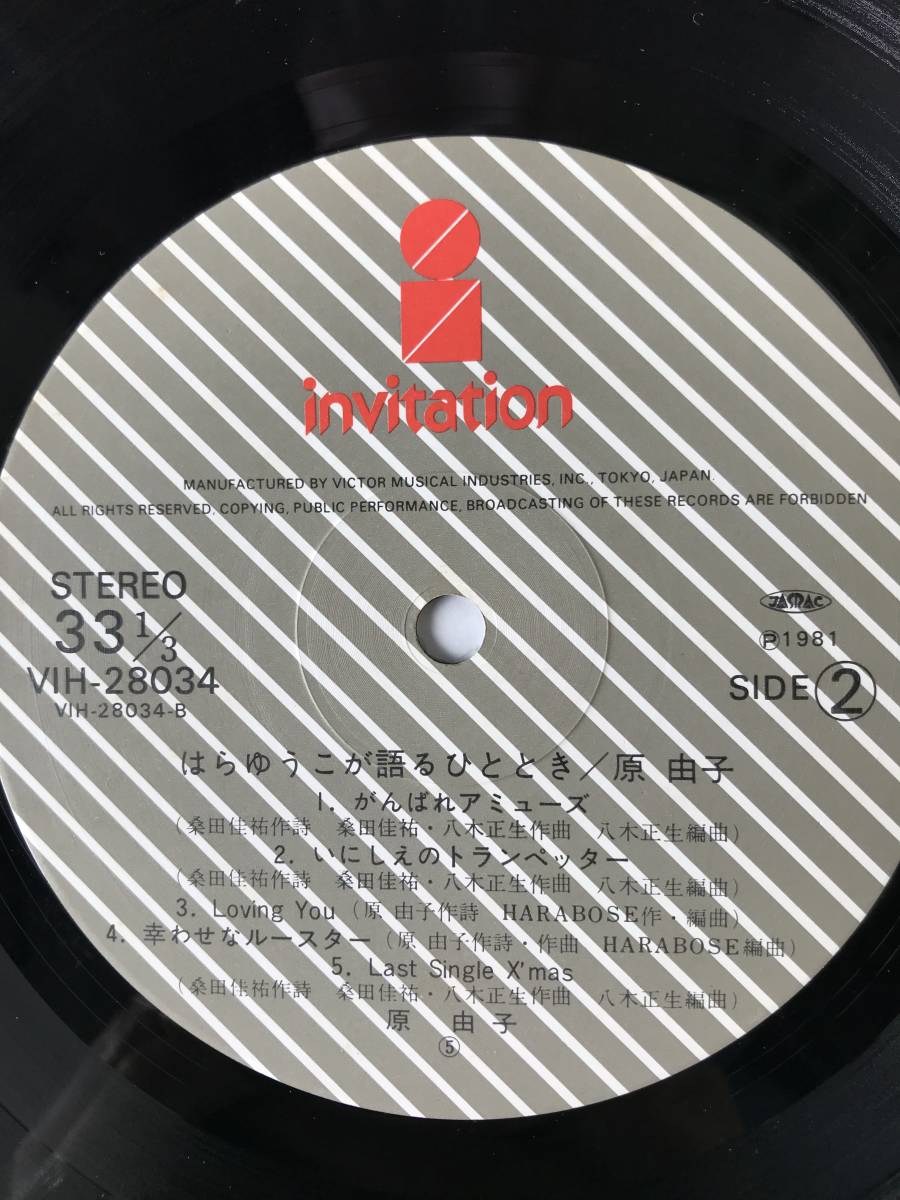 invitation
MANUFACTURED BY VICTOR MUSICAL INDUSTRIES, INC., TOKYO, JAPAN.
ALL RIGHTS RESERVED, COPYING, PUBLIC PERFORMANCE, BROADCASTING OF THESE RECORDS ARE FORBIDDEN
STEREO
33 1/3
VIH-28034
VIH-28034-B
JASRAC
Ⓟ1981
SIDE ②
はらゆうこが語るひととき/原 由子
1. がんばれアミューズ
(桑田佳祐作詩 桑田佳祐・八木正生作曲 八木正生編曲)
2. いにしえのトランペッター
(桑田佳祐作詩 桑田佳祐・八木正生作曲 八木正生編曲)
3. Loving You (原 由子作詩 HARABOSE作・編曲)
4. 幸わせなルースター (原 由子作詩・作曲 HARABOSE編曲)
5. Last Single X'mas
(桑田佳祐作詩 桑田佳祐・八木正生作曲 八木正生編曲)
原 由子
⑤